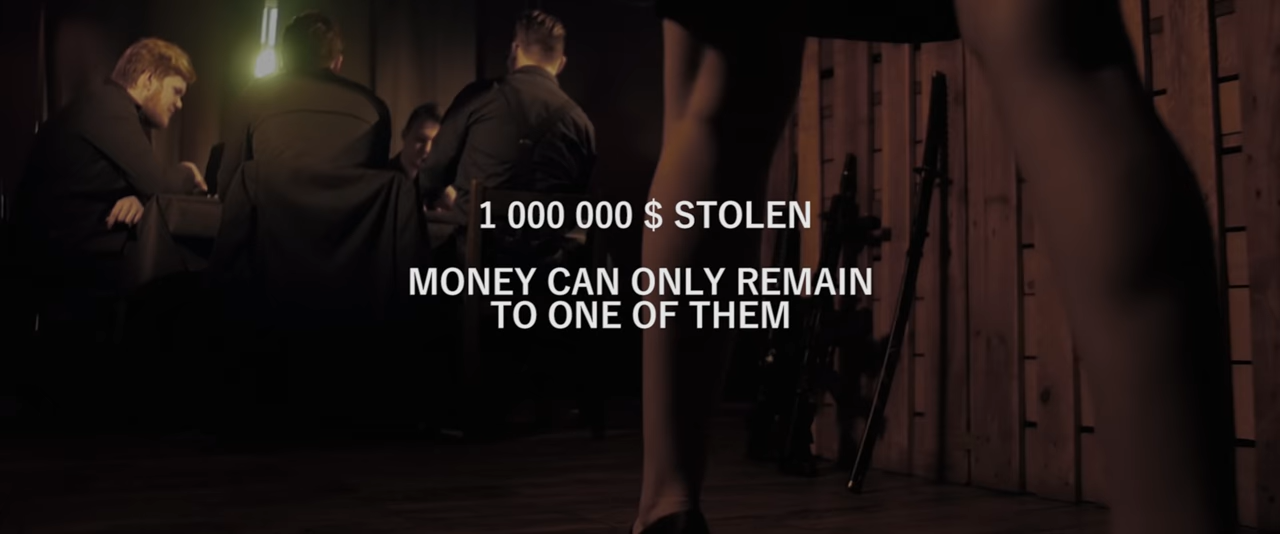 1 000 000 $ STOLEN
MONEY CAN ONLY REMAIN
TO ONE OF THEM